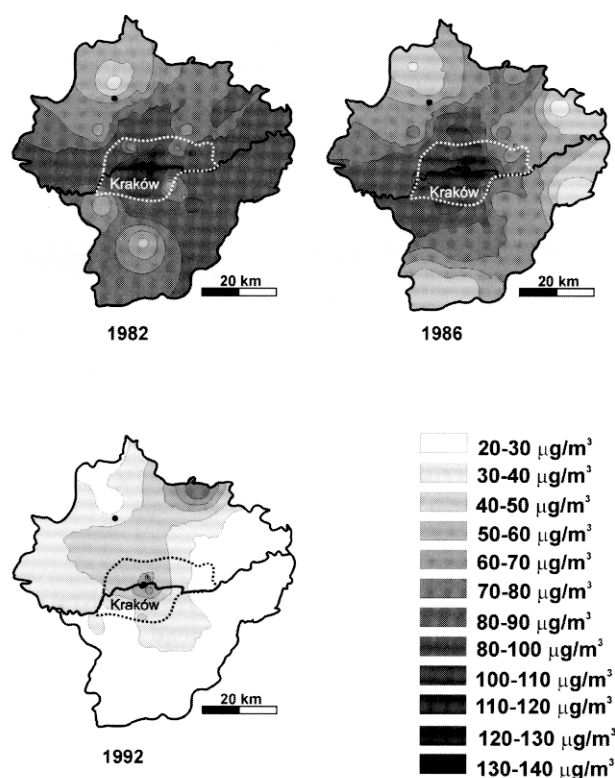 Kraków
20 km
1982
Kraków
20 km
1986
Kraków
20 km
1992
20-30 µg/m³
30-40 µg/m³
40-50 µg/m³
50-60 µg/m³
60-70 µg/m³
70-80 µg/m³
80-90 µg/m³
80-100 µg/m³
100-110 µg/m³
110-120 µg/m³
120-130 µg/m³
130-140 µg/m³